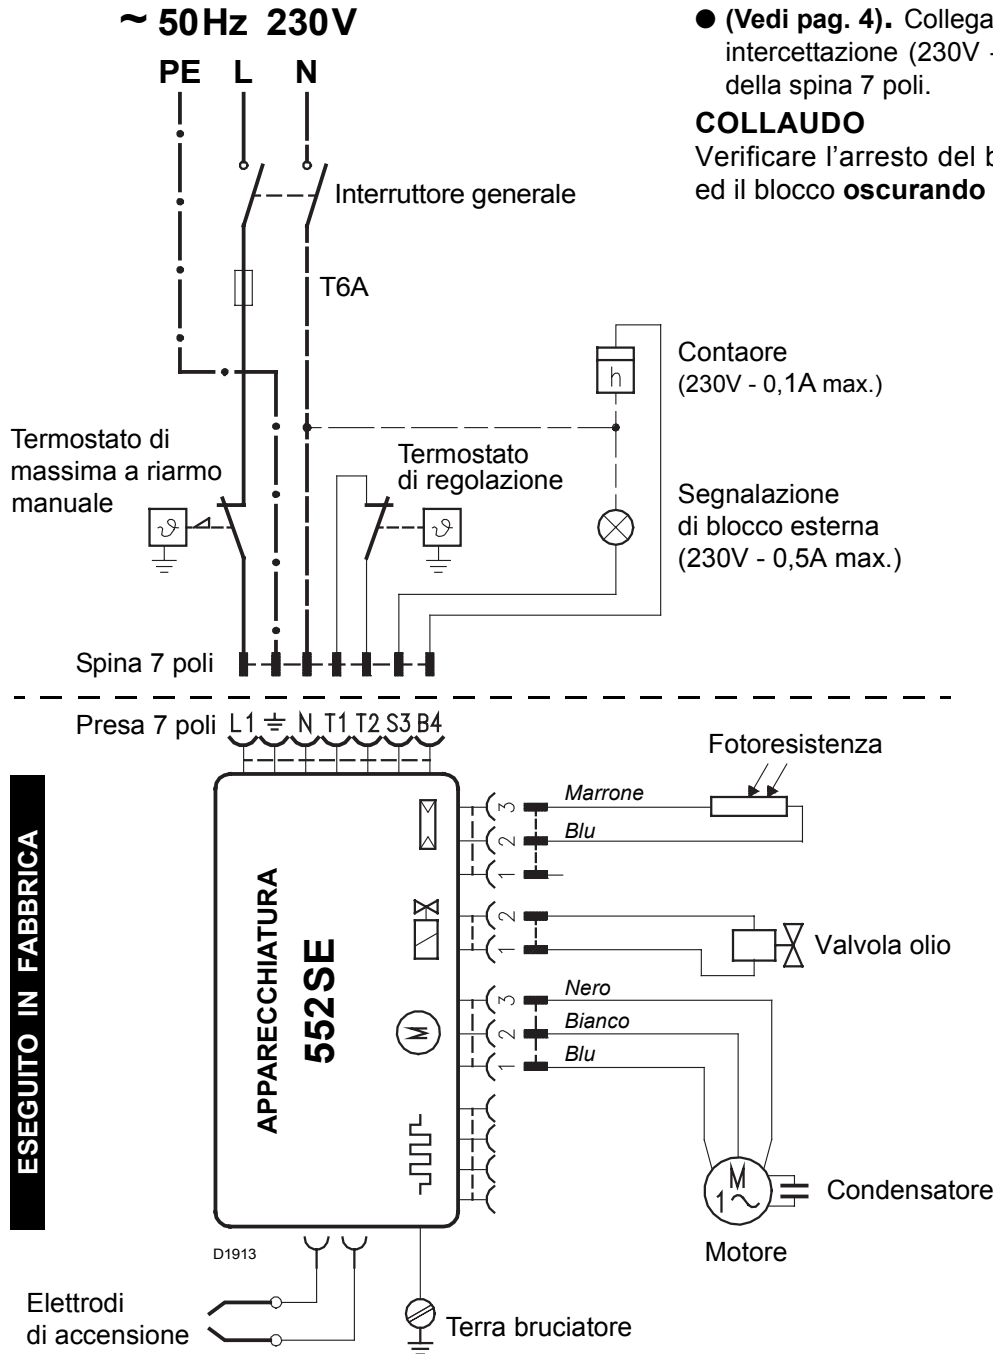 ~ 50Hz 230V
PE L N
Interruttore generale
T6A
● (Vedi pag. 4). Collega
intercettazione (230V -
della spina 7 poli.
COLLAUDO
Verificare l'arresto del b
ed il blocco oscurando
h
Contaore
(230V - 0,1A max.)
Termostato di
massima a riarmo
manuale
Termostato
di regolazione
Segnalazione
di blocco esterna
(230V - 0,5A max.)
ϑ
ϑ
Spina 7 poli
Presa 7 poli L1 N T1 T2 S3 B4
ESEGUITO IN FABBRICA
APPARECCHIATURA
552SE
Fotoresistenza
3 Marrone
2 Blu
1
2
1
Valvola olio
3 Nero
2 Bianco
1 Blu
M
M
1~
Condensatore
Motore
D1913
Elettrodi
di accensione
Terra bruciatore